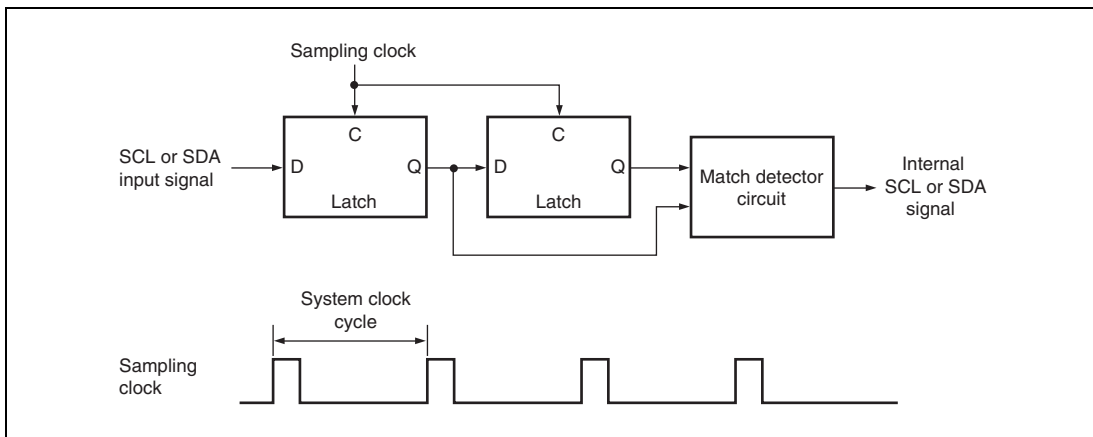 Sampling clock
C
C
SCL or SDA
input signal
D
Q
D
Q
Latch
Latch
Match detector
circuit
Internal
SCL or SDA
signal
System clock
cycle
Sampling
clock